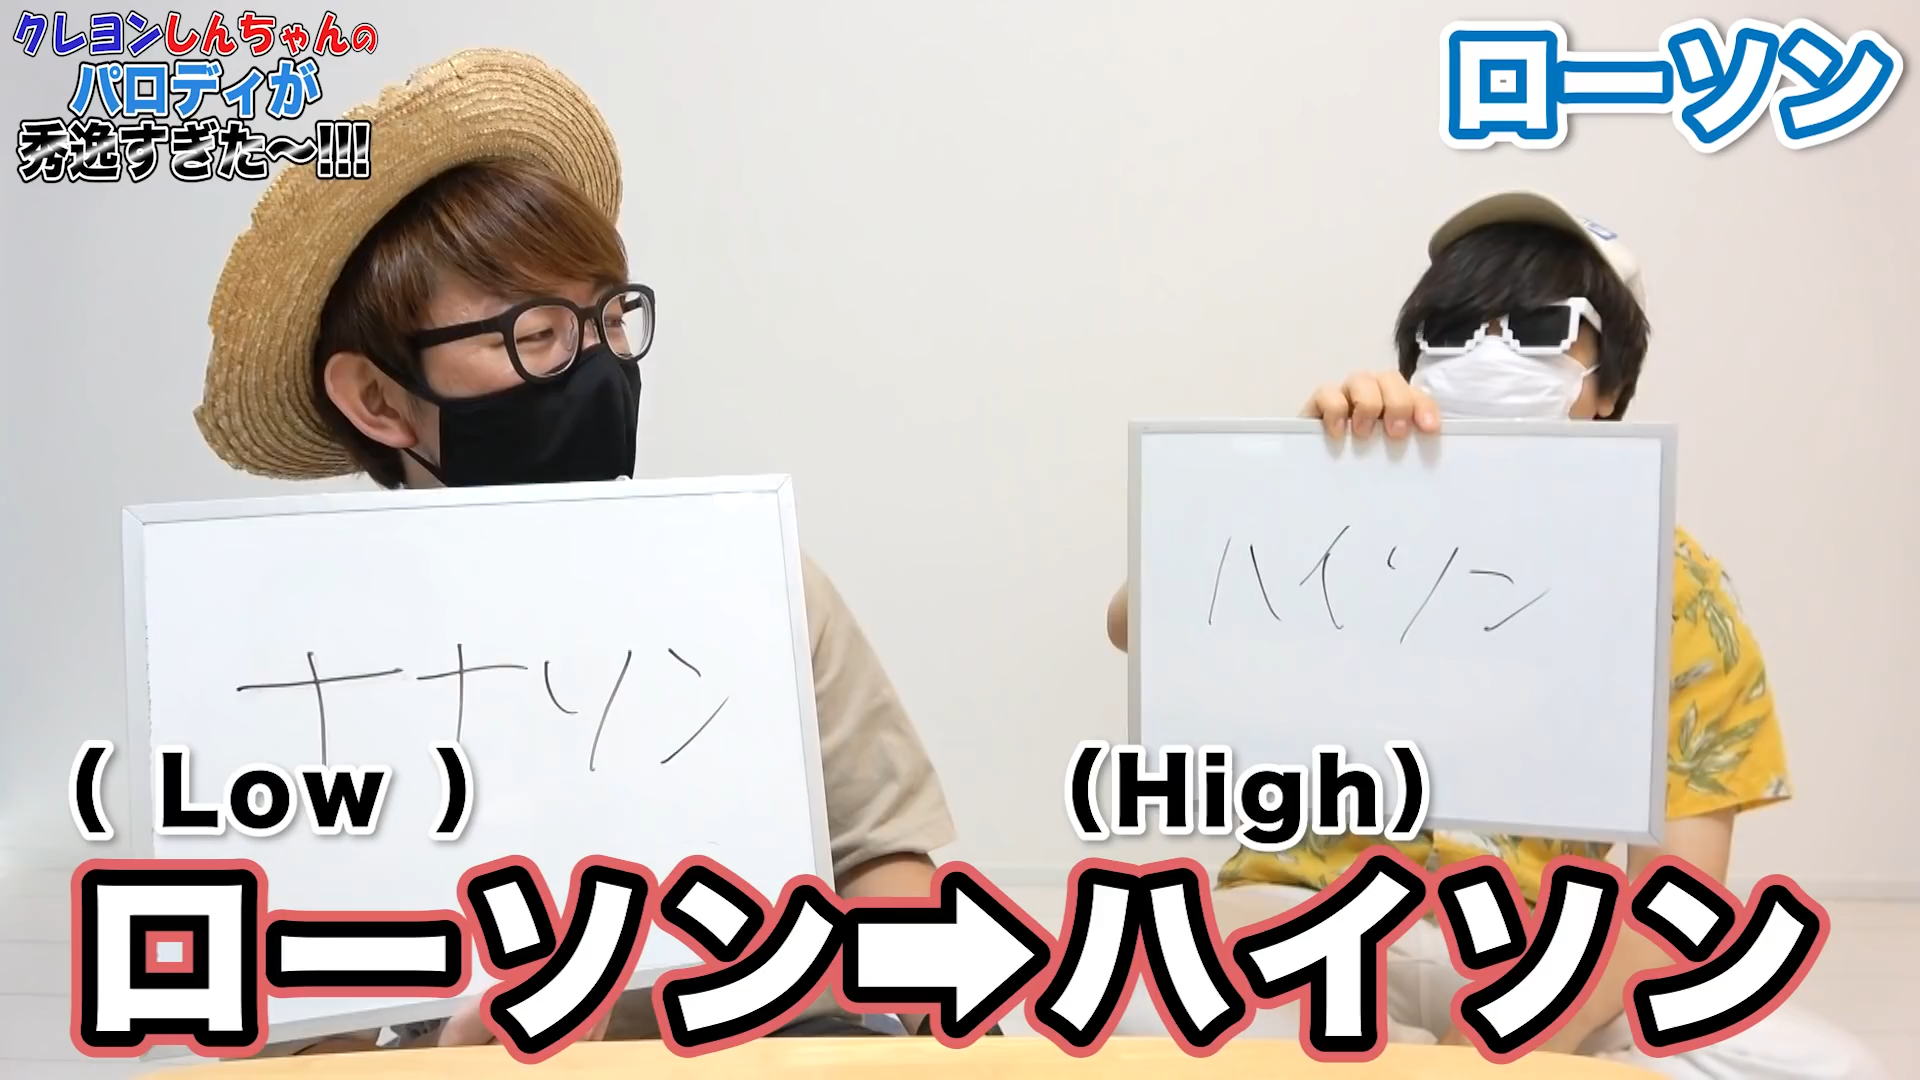 クレヨンしんちゃんの
パロディが
秀逸すぎた〜!!!
ローソン
ナナソン
ハイソン
( Low )
(High)
ローソン➡ハイソン